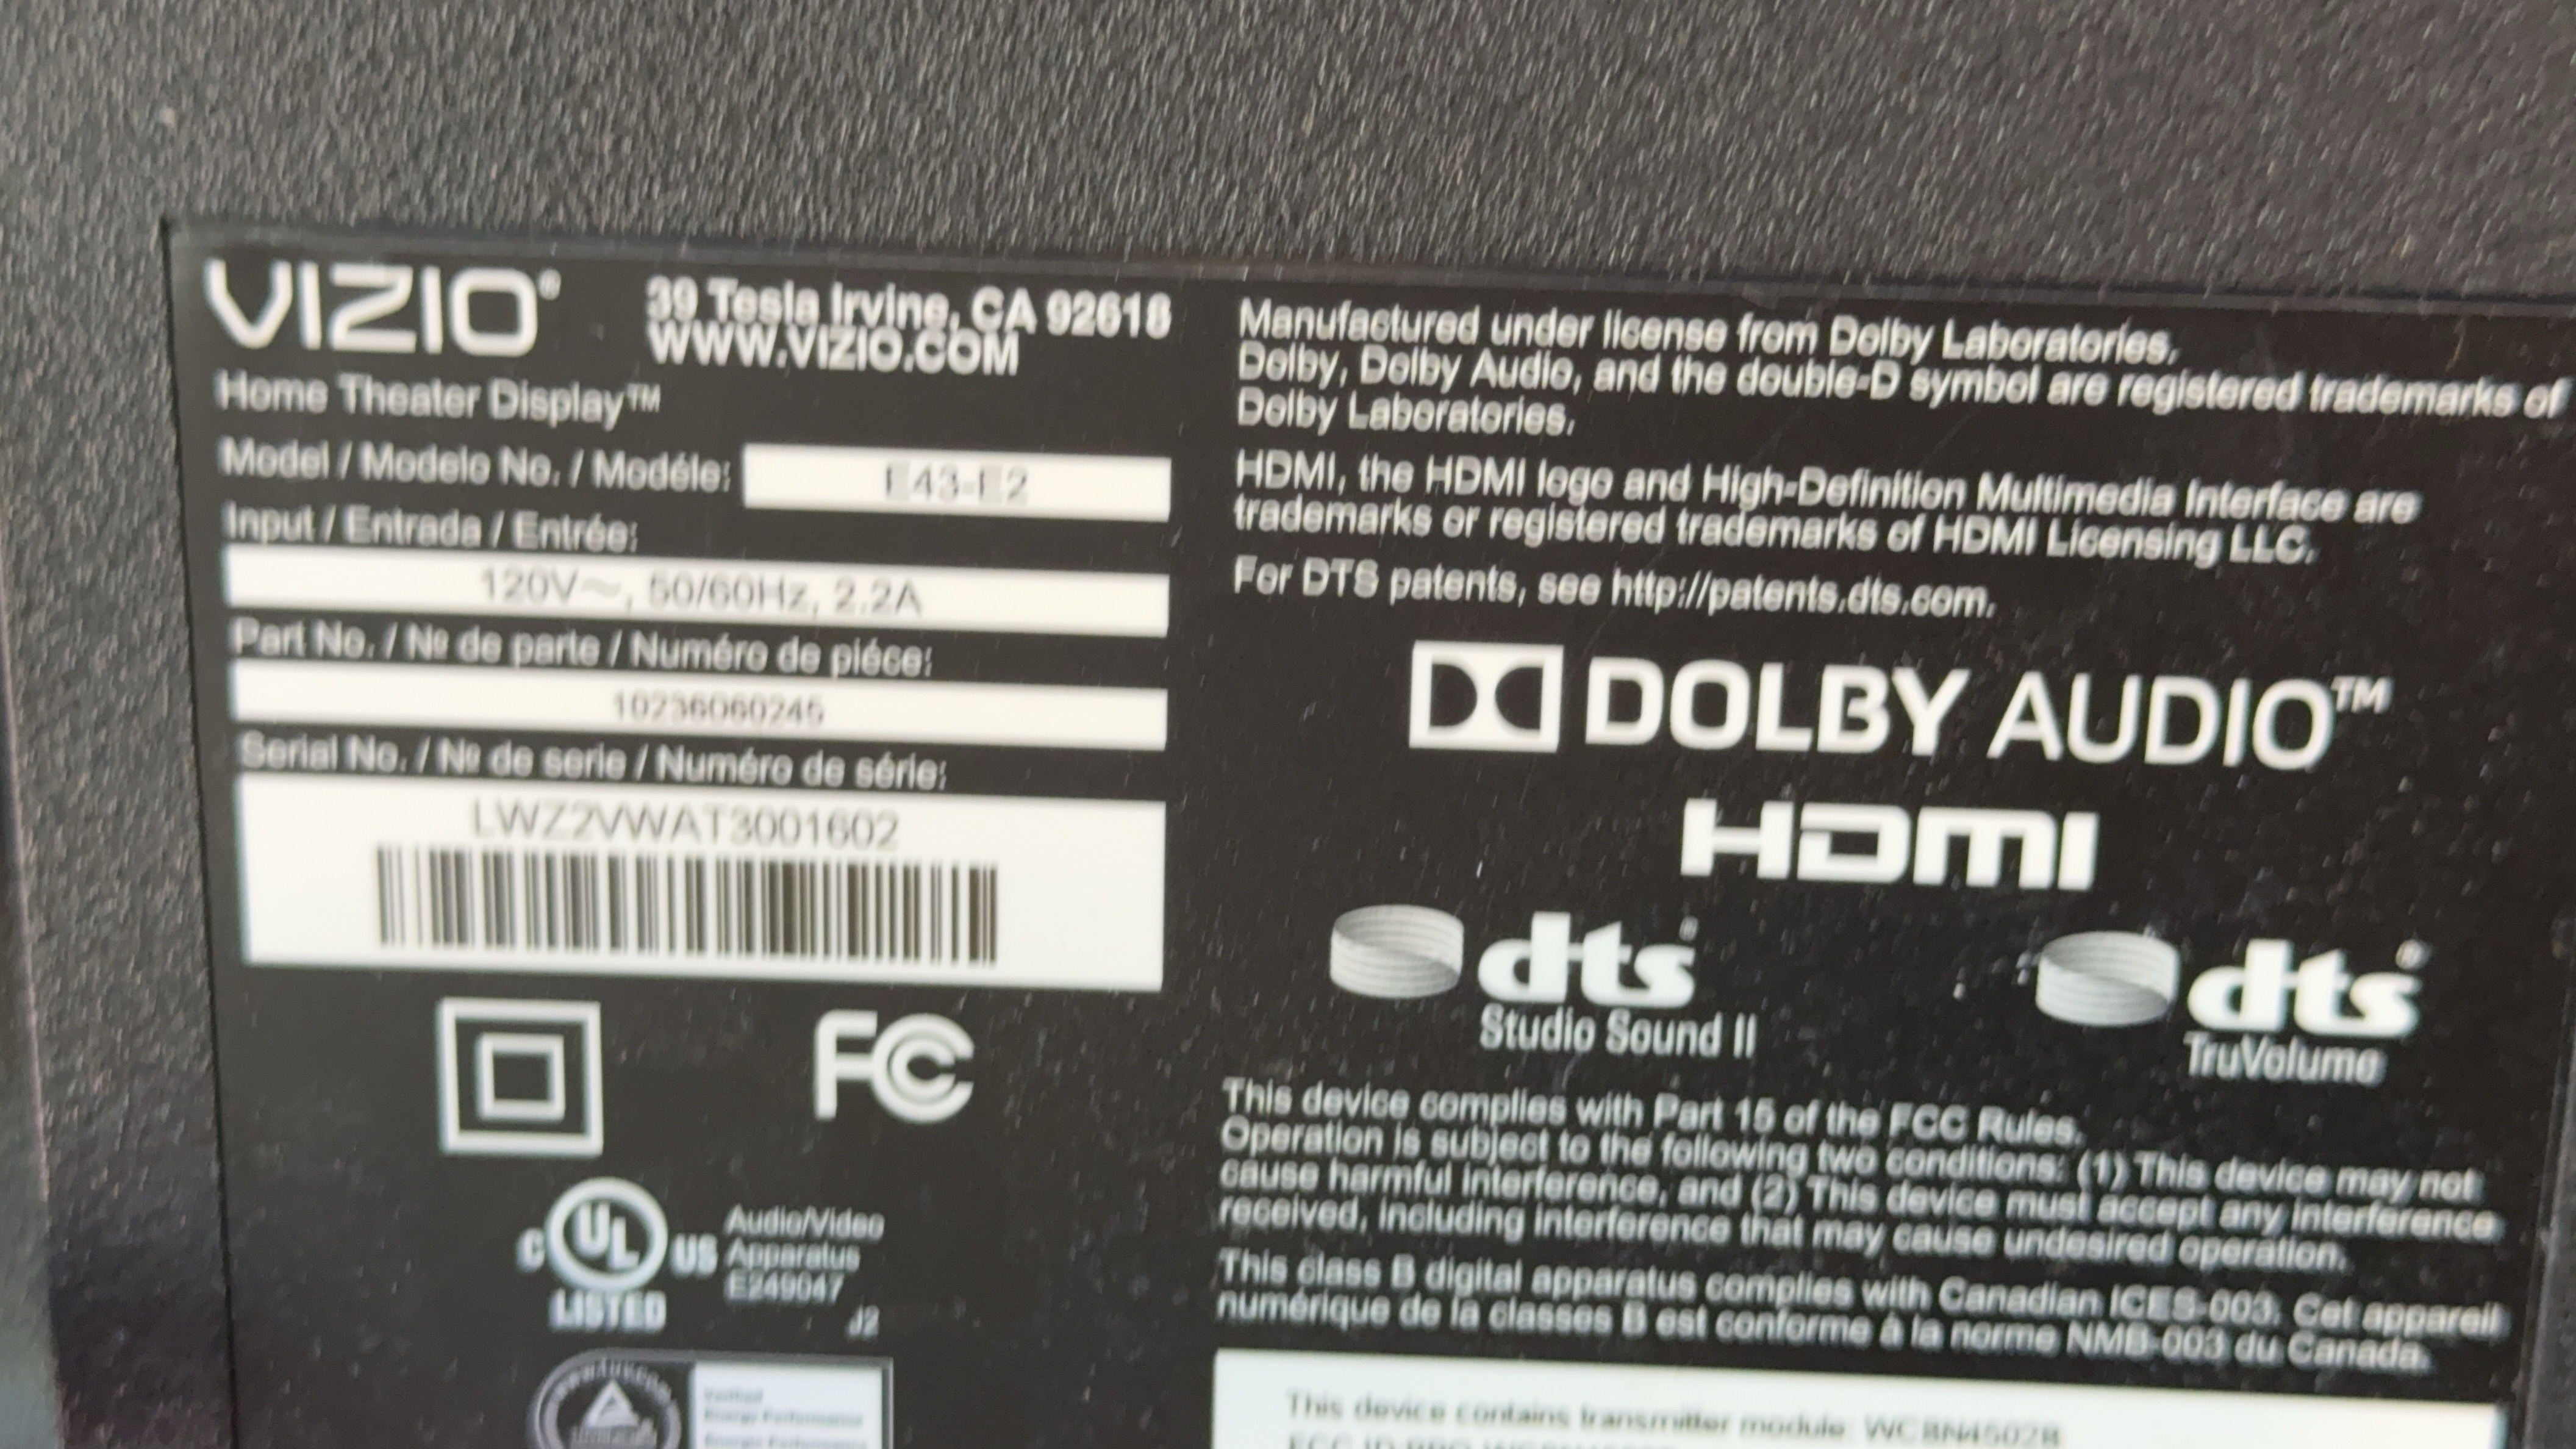 VIZIO®
39 Tesla Irvine, CA 92618
WWW.VIZIO.COM
Home Theater Display™
Model / Modelo No. / Modéle:
E43-E2
Input / Entrada / Entrée:
120V~, 50/60Hz, 2.2A
Part No. / № de parte / Numéro de piéce:
10236060245
Serial No. / № de serie / Numéro de série:
LWZ2VWAT3001602
FC
C UL US
LISTED
Audio/Video
Apparatus
E249047
J2
Verified
Energy Performance
Energy Performance
Manufactured under license from Dolby Laboratories.
Dolby, Dolby Audio, and the double-D symbol are registered trademarks of
Dolby Laboratories.
HDMI, the HDMI logo and High-Definition Multimedia Interface are
trademarks or registered trademarks of HDMI Licensing LLC.
For DTS patents, see http://patents.dts.com.
DOLBY AUDIO™
HDMI
dts®
Studio Sound II
dts®
TruVolume
This device complies with Part 15 of the FCC Rules.
Operation is subject to the following two conditions: (1) This device may not
cause harmful interference, and (2) This device must accept any interference
received, including interference that may cause undesired operation.
This class B digital apparatus complies with Canadian ICES-003. Cet appareil
numérique de la classes B est conforme à la norme NMB-003 du Canada.
This device contains transmitter module: WCBN4502R